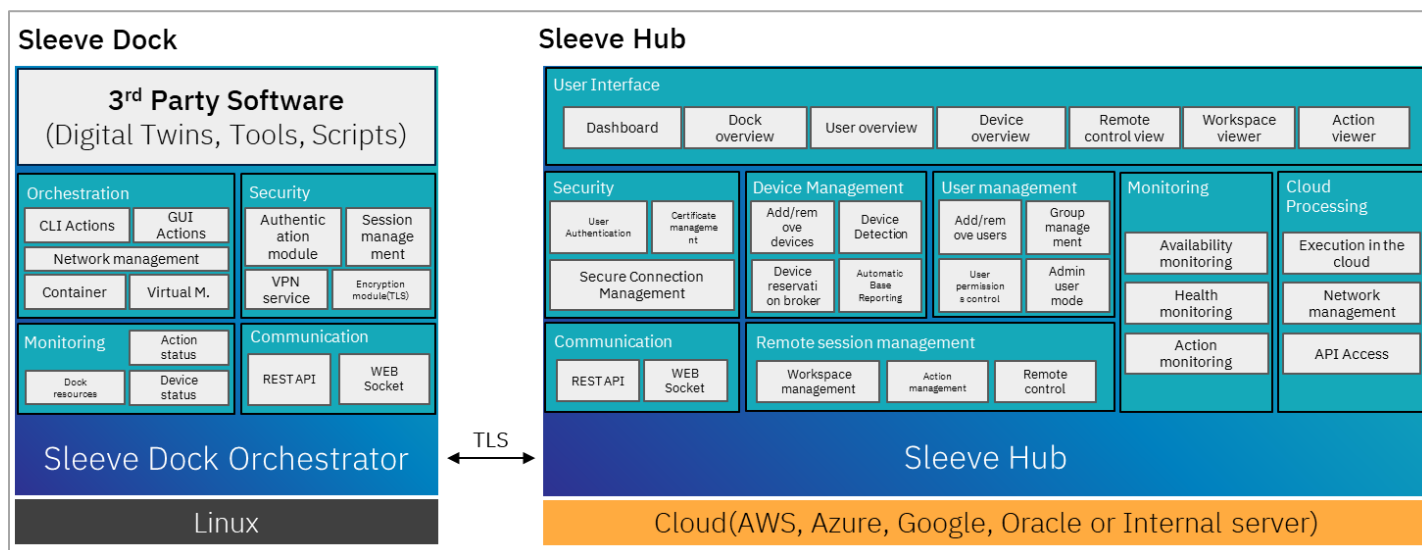 Sleeve Dock
3rd Party Software
(Digital Twins, Tools, Scripts)
Orchestration
CLI Actions
GUI
Actions
Network management
Container
Virtual M.
Security
Authentic
ation
module
Session
manage
ment
VPN
service
Encryption
module(TLS)
Monitoring
Action
status
Dock
resources
Device
status
Communication
REST API
WEB
Socket
Sleeve Dock Orchestrator
Linux
TLS
Sleeve Hub
User Interface
Dashboard
Dock
overview
User overview
Device
overview
Remote
control view
Workspace
viewer
Action
viewer
Security
User
Authentication
Certificate
manageme
nt
Secure Connection
Management
Device Management
Add/rem
ove
devices
Device
Detection
Device
reservati
on broker
Automatic
Base
Reporting
User management
Add/rem
ove users
Group
manage
ment
User
permission
s control
Admin
user
mode
Monitoring
Availability
monitoring
Health
monitoring
Action
monitoring
Cloud
Processing
Execution in the
cloud
Network
management
API Access
Communication
REST API
WEB
Socket
Remote session management
Workspace
management
Action
management
Remote
control
Sleeve Hub
Cloud(AWS, Azure, Google, Oracle or Internal server)